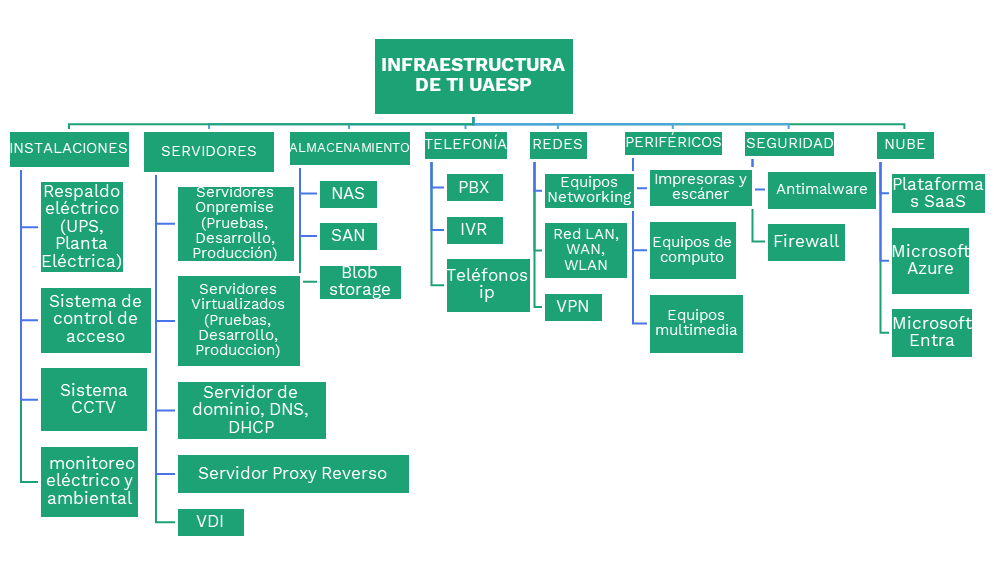 INFRAESTRUCTURA
DE TI UAESP
INSTALACIONES
Respaldo
eléctrico
(UPS,
Planta
Eléctrica)
Sistema de
control de
acceso
Sistema
CCTV
monitoreo
eléctrico y
ambiental
SERVIDORES
Servidores
Onpremise
(Pruebas,
Desarrollo,
Producción)
Servidores
Virtualizados
(Pruebas,
Desarrollo,
Produccion)
Servidor de
dominio, DNS,
DHCP
Servidor Proxy Reverso
VDI
ALMACENAMIENTO
NAS
SAN
Blob
storage
TELEFONÍA
PBX
IVR
Teléfonos
ip
REDES
Equipos
Networking
Red LAN,
WAN,
WLAN
VPN
PERIFÉRICOS
Impresoras y
escáner
Equipos de
computo
Equipos
multimedia
SEGURIDAD
Antimalware
Firewall
NUBE
Plataforma
s SaaS
Microsoft
Azure
Microsoft
Entra